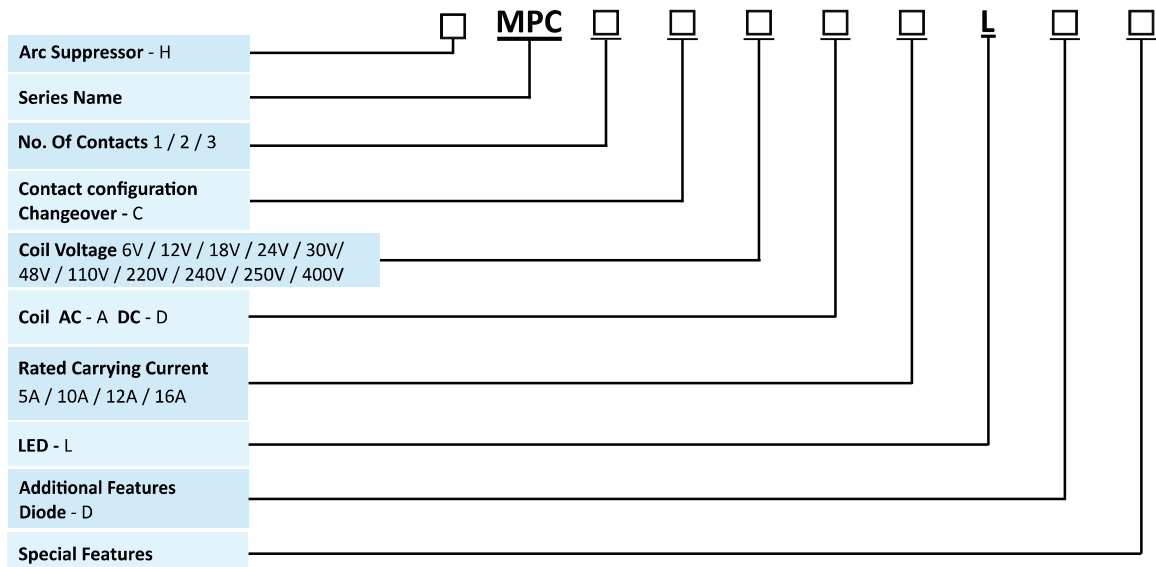 MPC L
Arc Suppressor - H
Series Name
No. Of Contacts 1 / 2 / 3
Contact configuration
Changeover - C
Coil Voltage 6V / 12V / 18V / 24V / 30V/
48V / 110V / 220V / 240V / 250V / 400V
Coil AC - A DC - D
Rated Carrying Current
5A / 10A / 12A / 16A
LED - L
Additional Features
Diode - D
Special Features